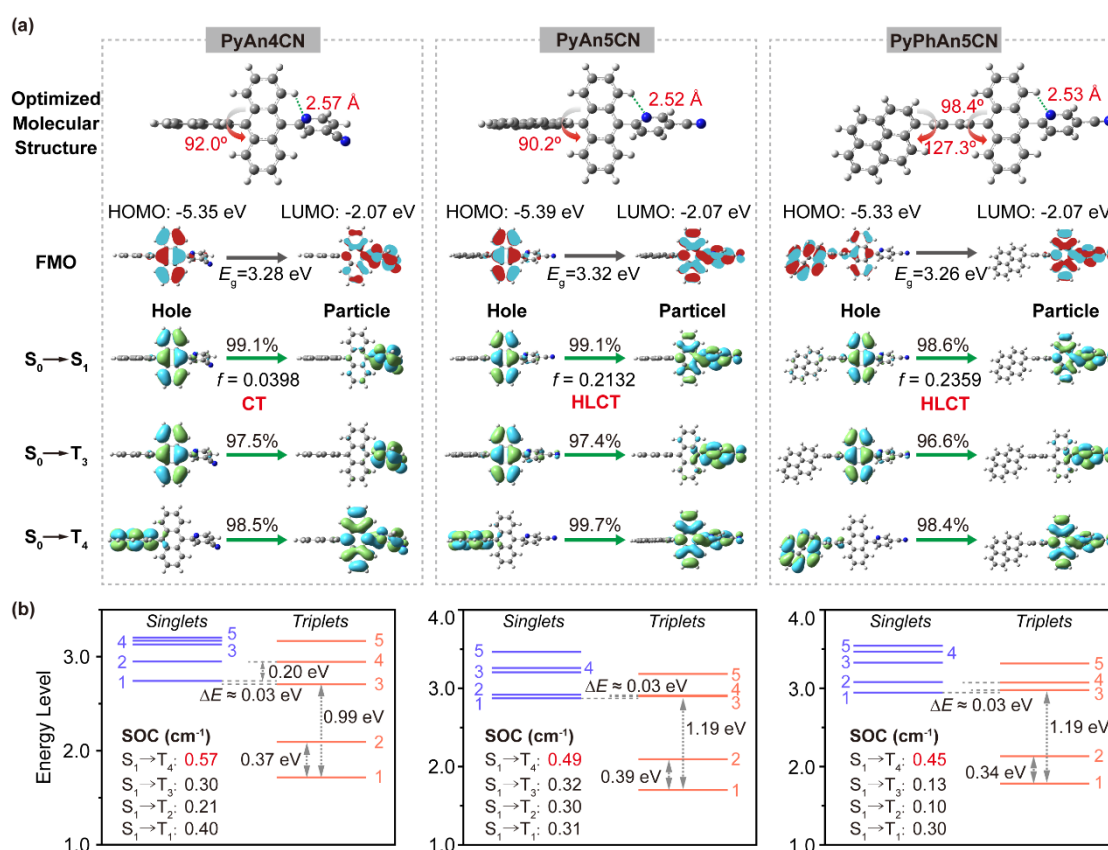 (a)
PyAn4CN
PyAn5CN
PyPhAn5CN
Optimized
Molecular
Structure
2.57 Å
92.0º
2.52 Å
90.2º
98.4º
2.53 Å
127.3º
FMO
HOMO: -5.35 eV
LUMO: -2.07 eV
Eg=3.28 eV
HOMO: -5.39 eV
LUMO: -2.07 eV
Eg=3.32 eV
HOMO: -5.33 eV
LUMO: -2.07 eV
Eg=3.26 eV
Hole
Particle
Hole
Particel
Hole
Particle
S0→S1
99.1%
f = 0.0398
CT
99.1%
f = 0.2132
HLCT
98.6%
f = 0.2359
HLCT
S0→T3
97.5%
97.4%
96.6%
S0→T4
98.5%
99.7%
98.4%
(b)
Energy Level
3.0
2.0
1.0
Singlets
Triplets
4
5
3
2
1
5
4
3
2
1
0.20 eV
ΔE ≈ 0.03 eV
0.99 eV
0.37 eV
SOC (cm-1)
S1→T4: 0.57
S1→T3: 0.30
S1→T2: 0.21
S1→T1: 0.40
4.0
3.0
2.0
1.0
Singlets
Triplets
5
3
4
2
1
5
4
3
2
1
ΔE ≈ 0.03 eV
1.19 eV
0.39 eV
SOC (cm-1)
S1→T4: 0.49
S1→T3: 0.32
S1→T2: 0.30
S1→T1: 0.31
4.0
3.0
2.0
1.0
Singlets
Triplets
5
4
3
2
1
5
4
3
2
1
ΔE ≈ 0.03 eV
1.19 eV
0.34 eV
SOC (cm-1)
S1→T4: 0.45
S1→T3: 0.13
S1→T2: 0.10
S1→T1: 0.30